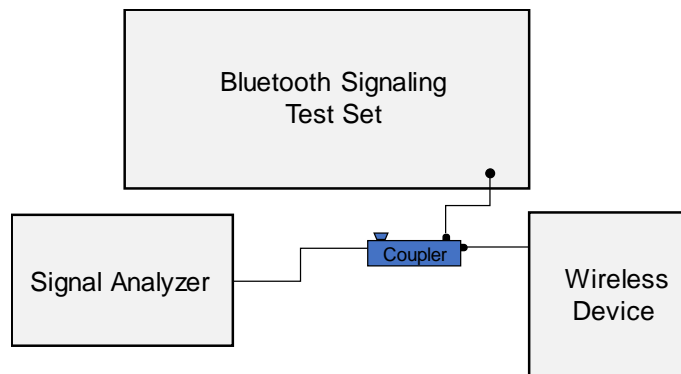 Bluetooth Signaling
Test Set
Signal Analyzer
Coupler
Wireless
Device